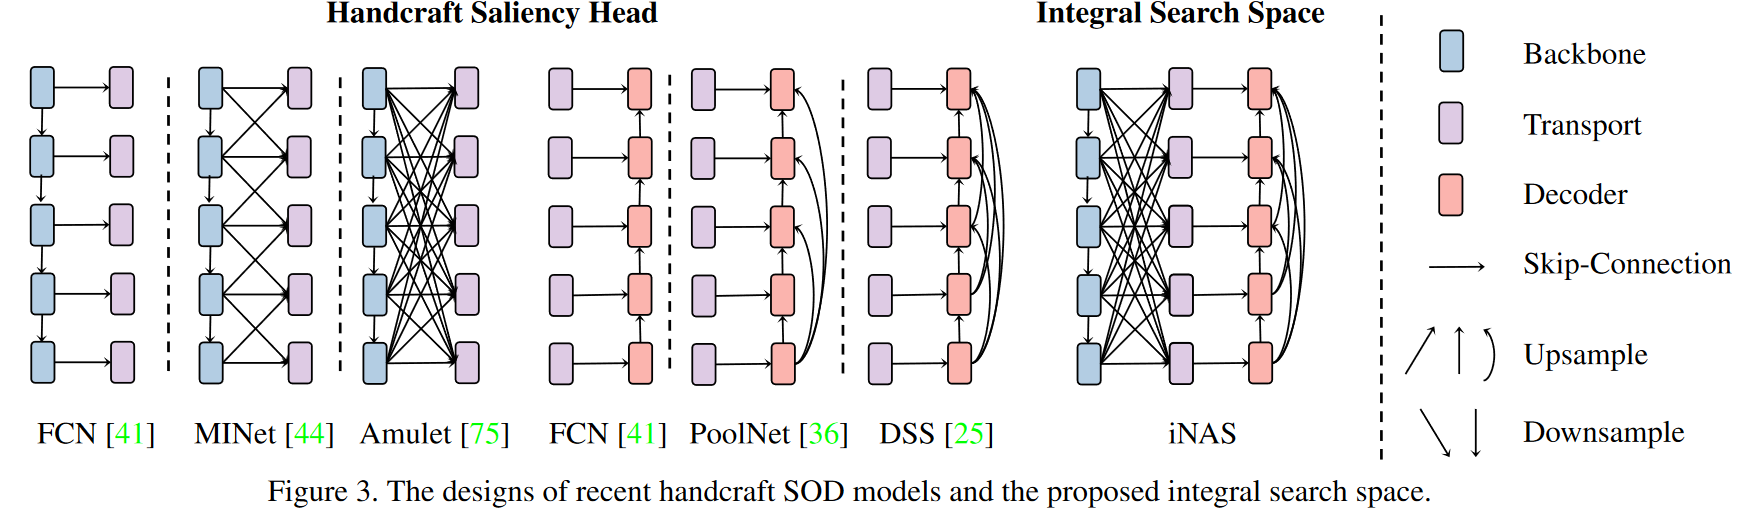 Handcraft Saliency Head
Integral Search Space
FCN [41]
MINet [44]
Amulet [75]
FCN [41]
PoolNet [36]
DSS [25]
iNAS
Backbone
Transport
Decoder
Skip-Connection
Upsample
Downsample
Figure 3. The designs of recent handcraft SOD models and the proposed integral search space.